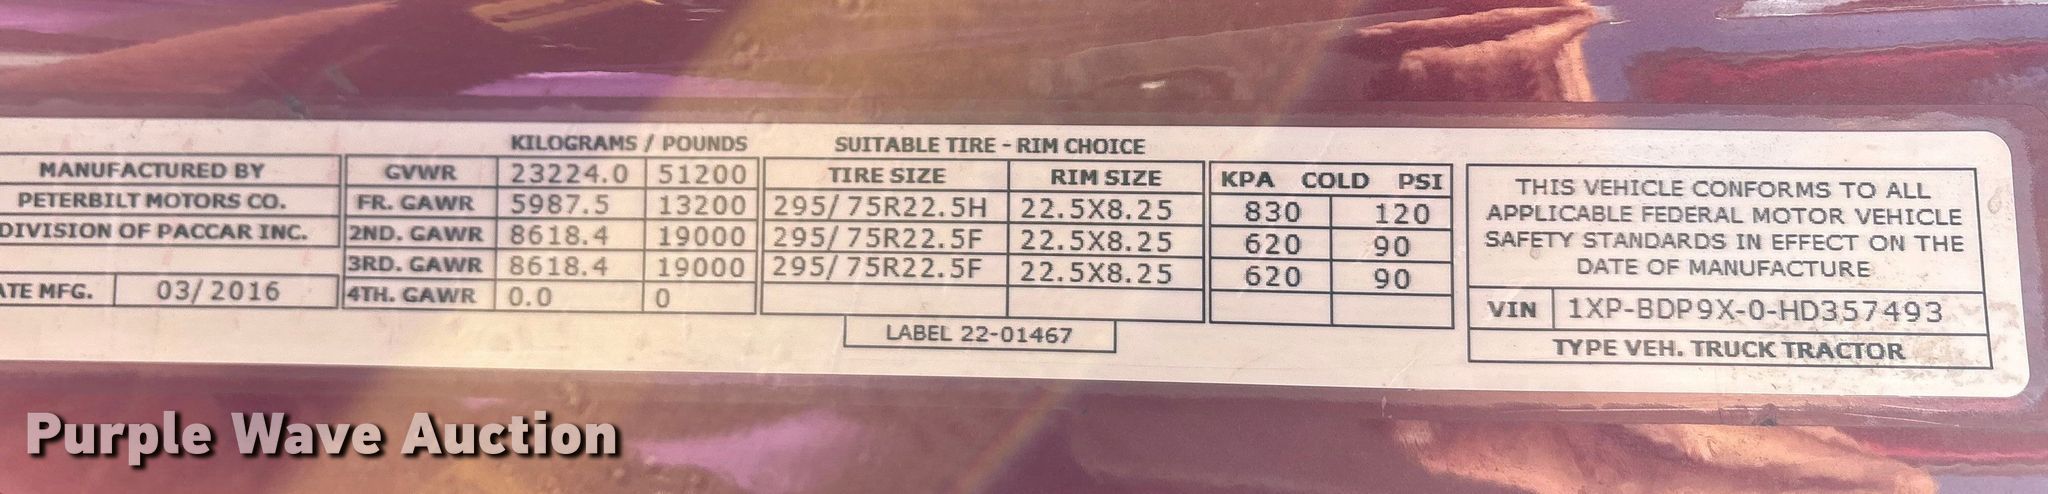 KILOGRAMS / POUNDS SUITABLE TIRE - RIM CHOICE
MANUFACTURED BY GVWR 23224.0 51200 TIRE SIZE RIM SIZE KPA COLD PSI
PETERBILT MOTORS CO. FR. GAWR 5987.5 13200 295/75R22.5H 22.5X8.25 830 120
DIVISION OF PACCAR INC. 2ND. GAWR 8618.4 19000 295/75R22.5F 22.5X8.25 620 90
3RD. GAWR 8618.4 19000 295/75R22.5F 22.5X8.25 620 90
ATE MFG. 03/2016 4TH. GAWR 0.0 0
LABEL 22-01467
THIS VEHICLE CONFORMS TO ALL
APPLICABLE FEDERAL MOTOR VEHICLE
SAFETY STANDARDS IN EFFECT ON THE
DATE OF MANUFACTURE
VIN 1XP-BDP9X-0-HD357493
TYPE VEH. TRUCK TRACTOR
Purple Wave Auction